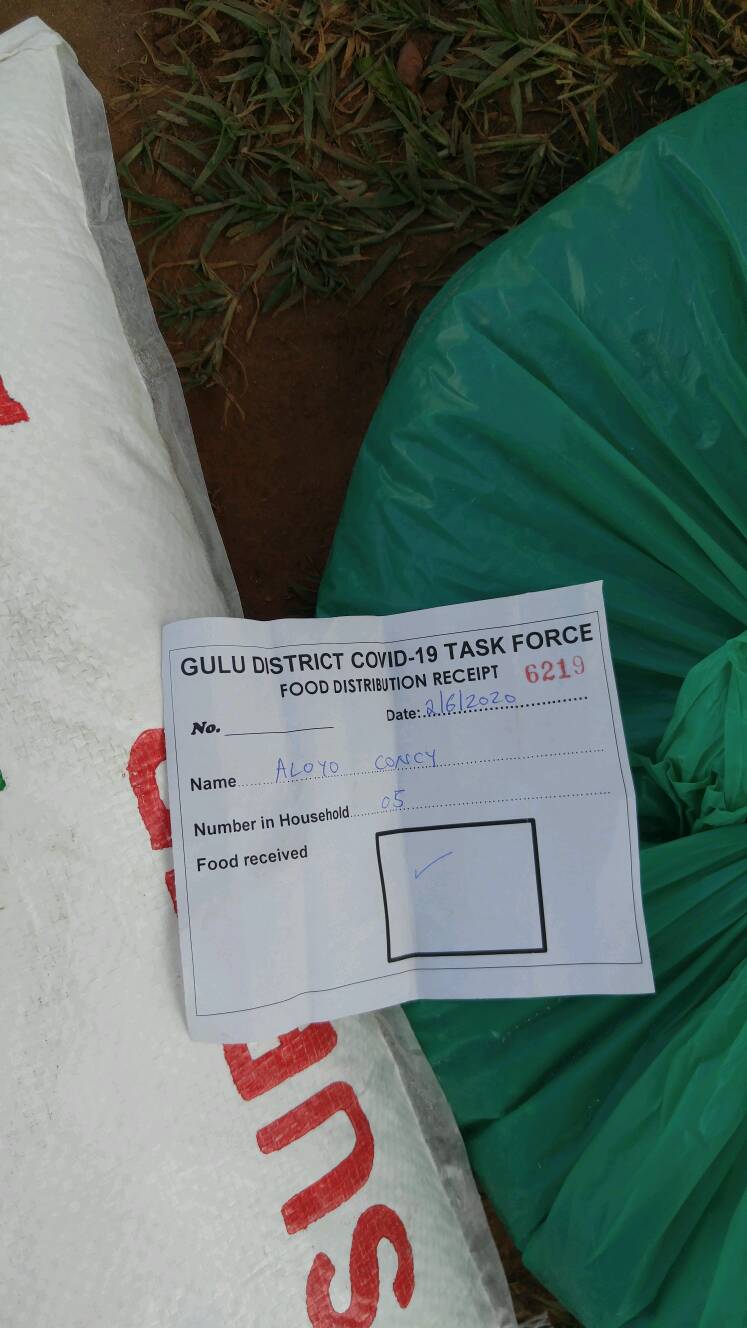 GULU DISTRICT COVID-19 TASK FORCE
FOOD DISTRIBUTION RECEIPT 6219
No. Date: 2/6/2020
Name ALOYO CONCY
Number in Household 05
Food received ✓